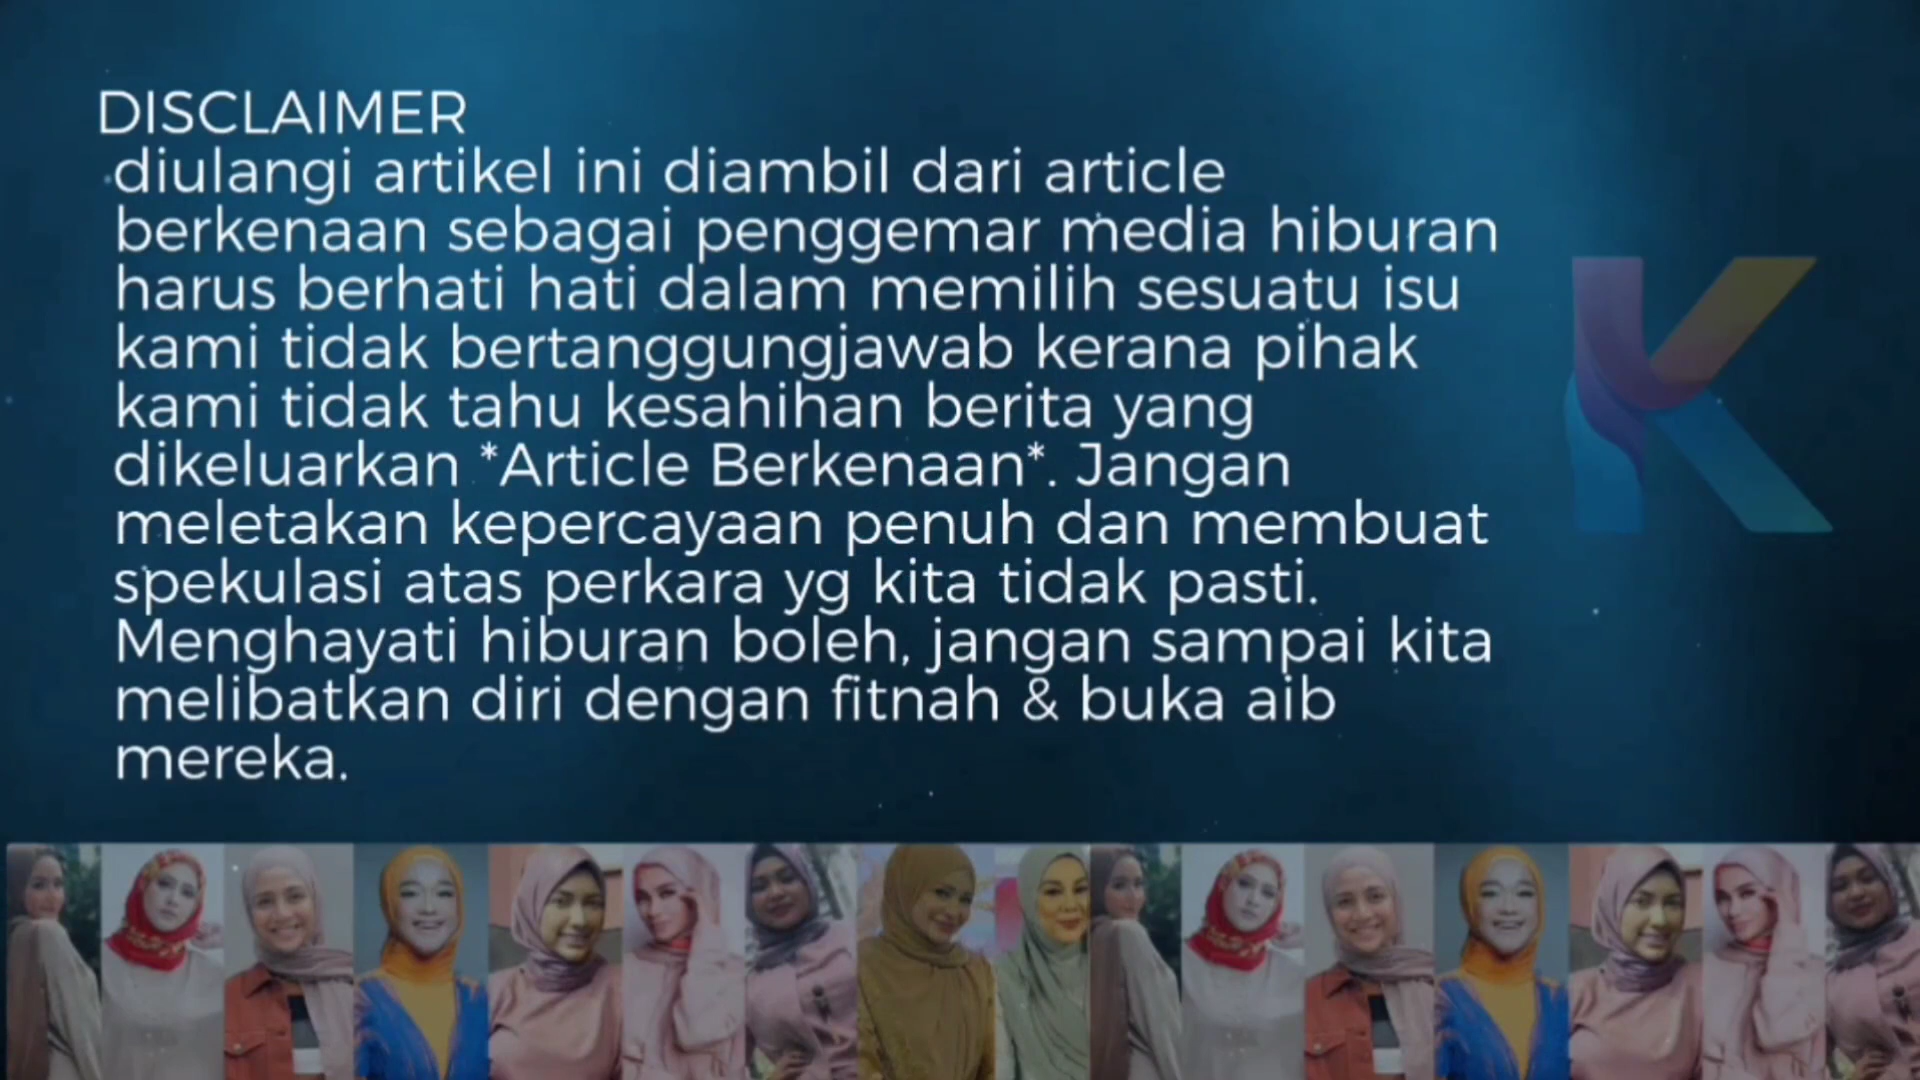 DISCLAIMER
diulangi artikel ini diambil dari article
berkenaan sebagai penggemar media hiburan
harus berhati hati dalam memilih sesuatu isu
kami tidak bertanggungjawab kerana pihak
kami tidak tahu kesahihan berita yang
dikeluarkan *Article Berkenaan*. Jangan
meletakan kepercayaan penuh dan membuat
spekulasi atas perkara yg kita tidak pasti.
Menghayati hiburan boleh, jangan sampai kita
melibatkan diri dengan fitnah & buka aib
mereka.
K